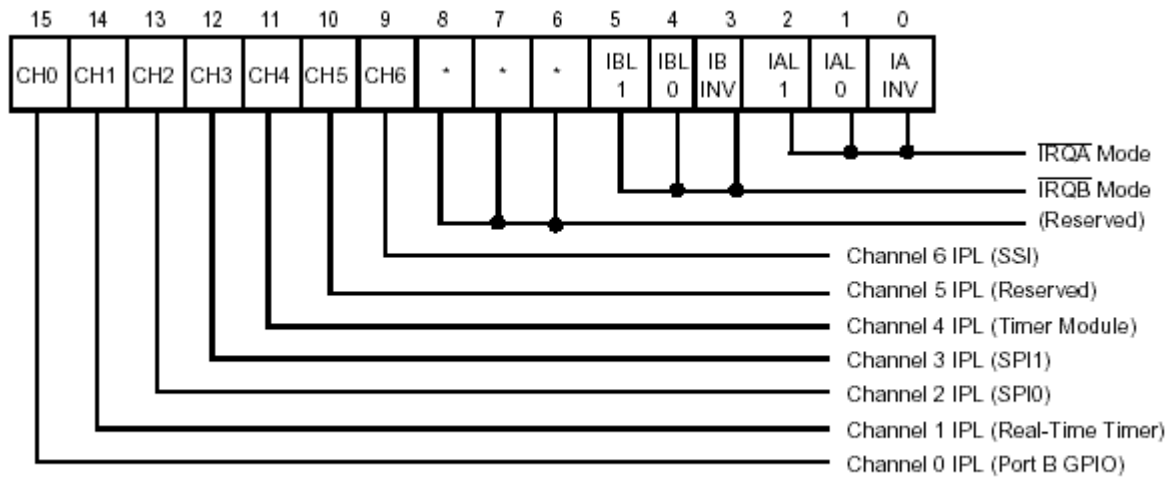 15 14 13 12 11 10 9 8 7 6 5 4 3 2 1 0
CH0 CH1 CH2 CH3 CH4 CH5 CH6 * * * IBL 1 IBL 0 IB INV IAL 1 IAL 0 IA INV
IRQA Mode
IRQB Mode
(Reserved)
Channel 6 IPL (SSI)
Channel 5 IPL (Reserved)
Channel 4 IPL (Timer Module)
Channel 3 IPL (SPI1)
Channel 2 IPL (SPI0)
Channel 1 IPL (Real-Time Timer)
Channel 0 IPL (Port B GPIO)